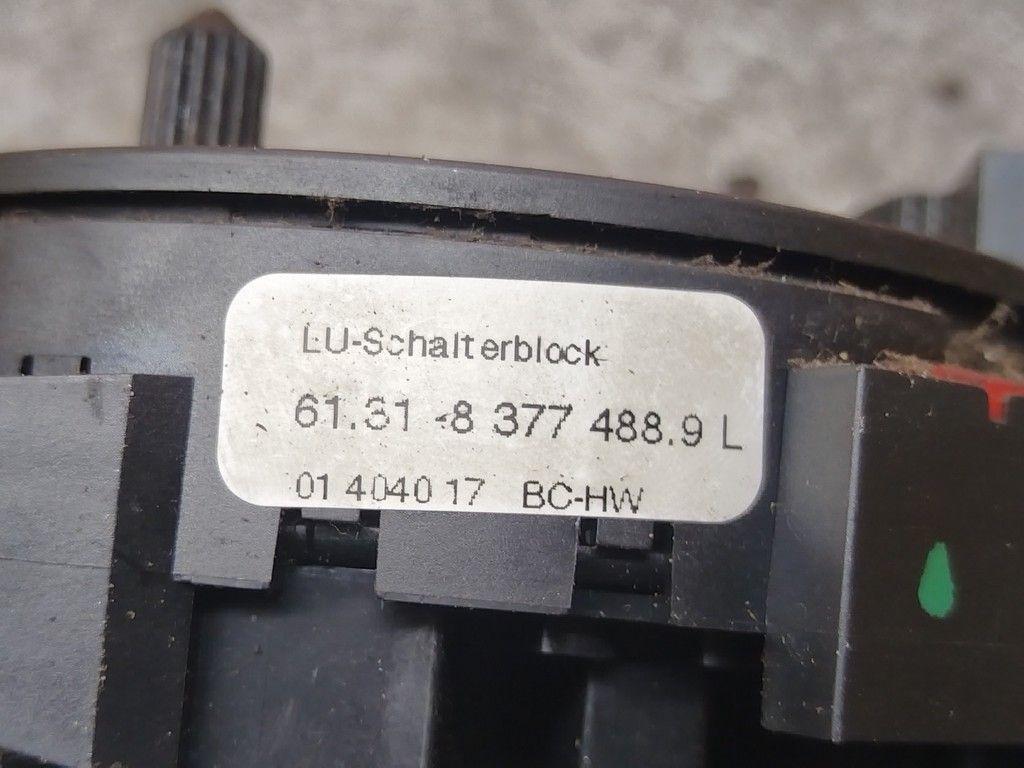 LU-Schalterblock
61.31-8 377 488.9 L
01 4040 17 BC-HW